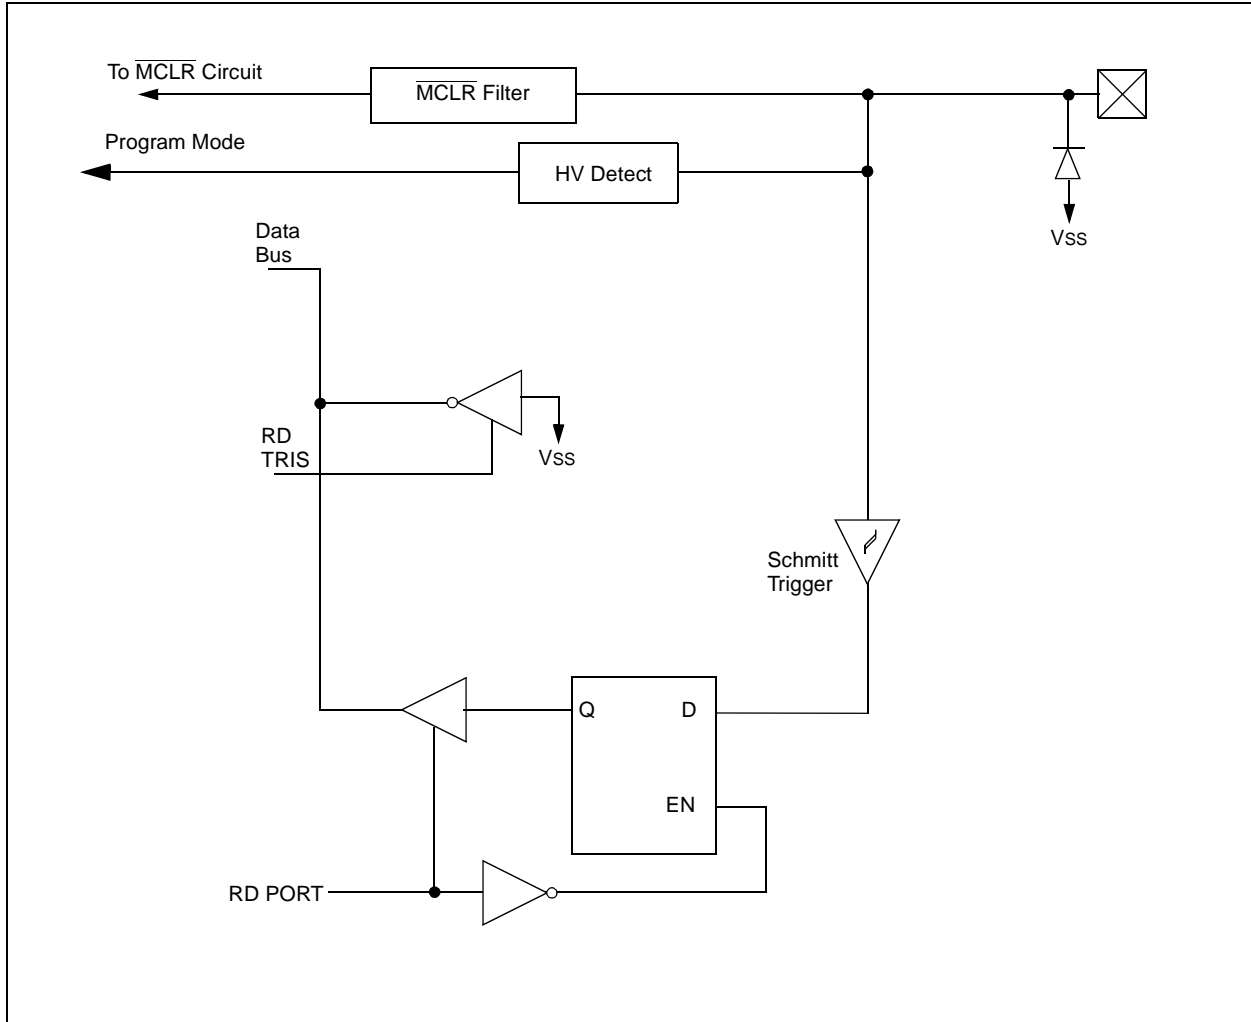 To MCLR Circuit
MCLR Filter
Program Mode
HV Detect
VSS
Data
Bus
RD
TRIS
VSS
Schmitt
Trigger
Q
D
EN
RD PORT